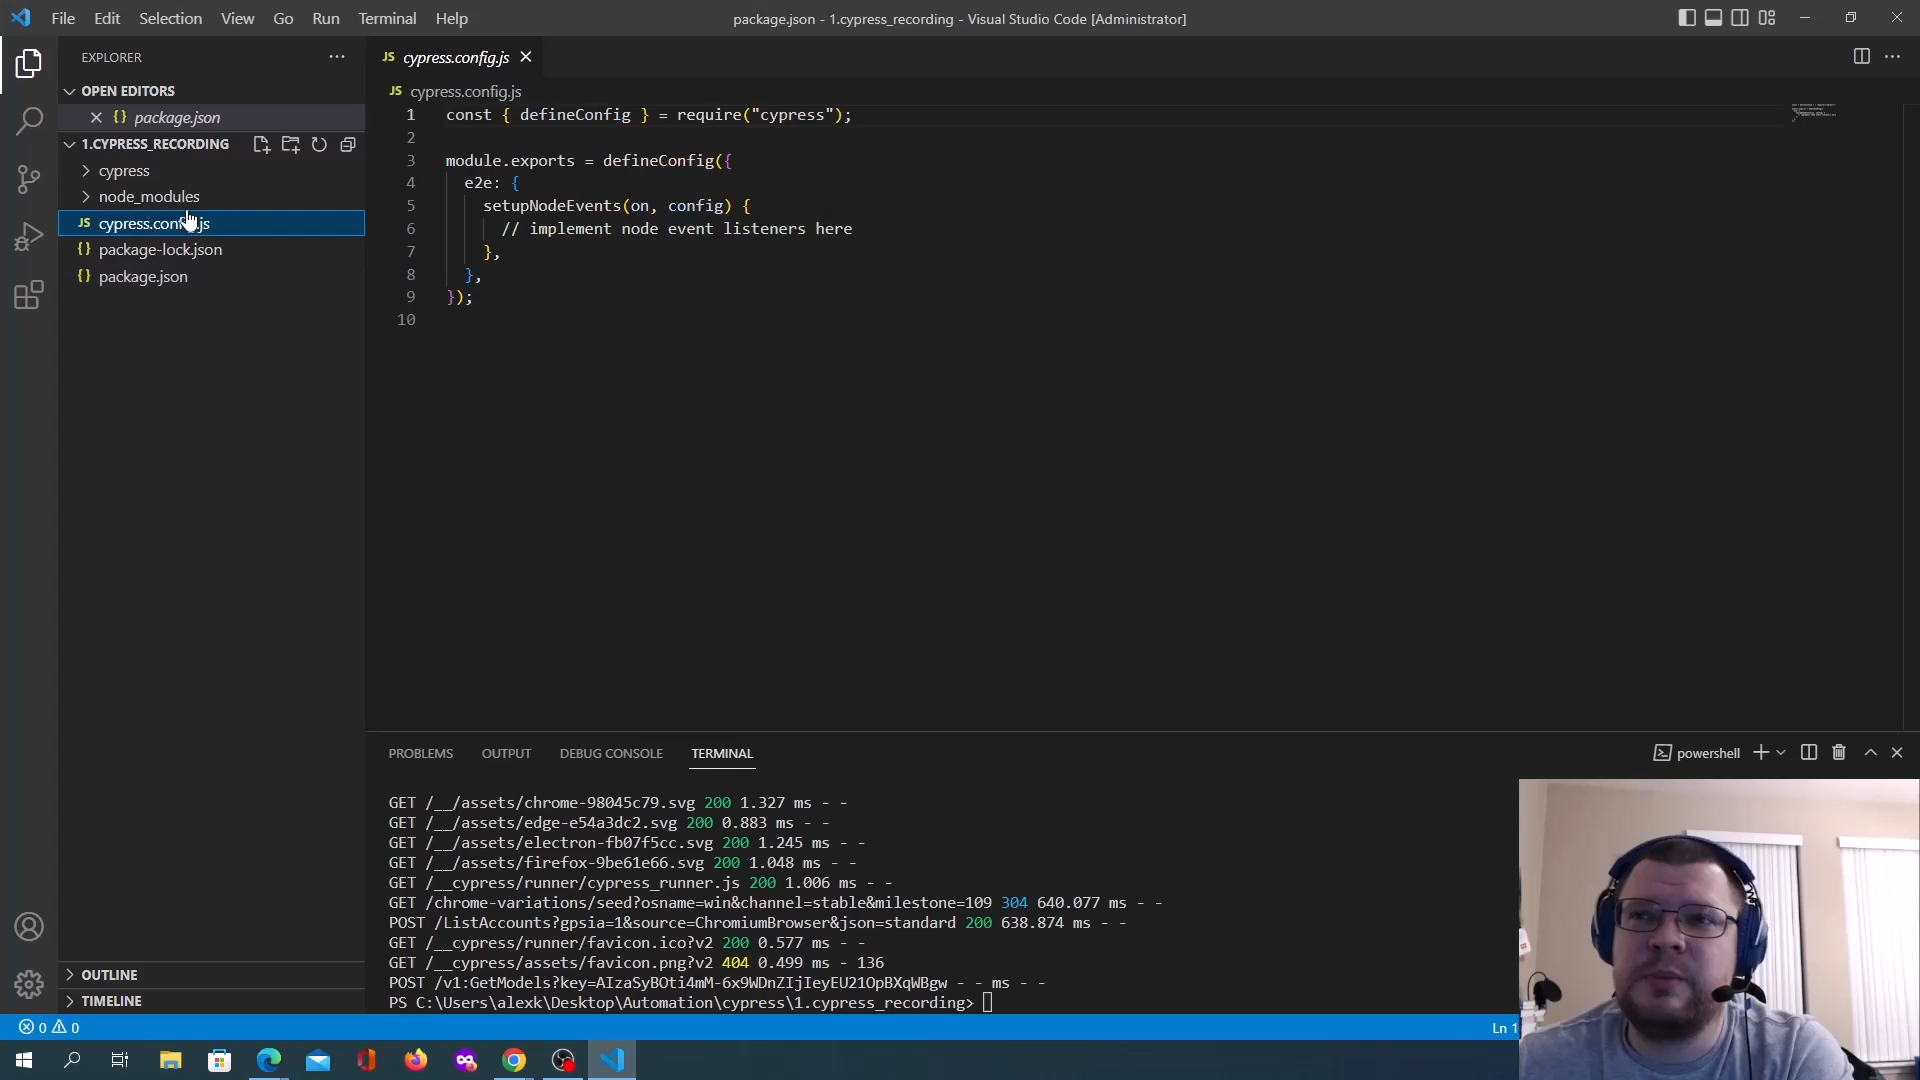 File Edit Selection View Go Run Terminal Help
package.json - 1.cypress_recording - Visual Studio Code [Administrator]
EXPLORER
OPEN EDITORS
{} package.json
1.CYPRESS_RECORDING
cypress
node_modules
JS cypress.config.js
{} package-lock.json
{} package.json
OUTLINE
TIMELINE
JS cypress.config.js
JS cypress.config.js
1 const { defineConfig } = require("cypress");
2
3 module.exports = defineConfig({
4 e2e: {
5 setupNodeEvents(on, config) {
6 // implement node event listeners here
7 },
8 },
9 });
10
PROBLEMS OUTPUT DEBUG CONSOLE TERMINAL
powershell
GET /__/assets/chrome-98045c79.svg 200 1.327 ms - -
GET /__/assets/edge-e54a3dc2.svg 200 0.883 ms - -
GET /__/assets/electron-fb07f5cc.svg 200 1.245 ms - -
GET /__/assets/firefox-9be61e66.svg 200 1.048 ms - -
GET /__cypress/runner/cypress_runner.js 200 1.006 ms - -
GET /chrome-variations/seed?osname=win&channel=stable&milestone=109 304 640.077 ms - -
POST /ListAccounts?gpsia=1&source=ChromiumBrowser&json=standard 200 638.874 ms - -
GET /__cypress/runner/favicon.ico?v2 200 0.577 ms - -
GET /__cypress/assets/favicon.png?v2 404 0.499 ms - 136
POST /v1:GetModels?key=AIzaSyBOti4mM-6x9WDnZIjIeyEU21OpBXqWBgw - - ms - -
PS C:\Users\alexk\Desktop\Automation\cypress\1.cypress_recording>
0 0
Ln 1